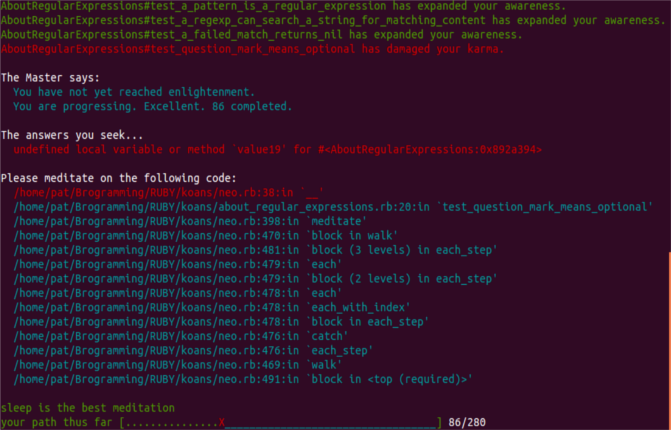 AboutRegularExpressions#test_a_pattern_is_a_regular_expression has expanded your awareness.
AboutRegularExpressions#test_a_regexp_can_search_a_string_for_matching_content has expanded your awareness.
AboutRegularExpressions#test_a_failed_match_returns_nil has expanded your awareness.
AboutRegularExpressions#test_question_mark_means_optional has damaged your karma.
The Master says:
You have not yet reached enlightenment.
You are progressing. Excellent. 86 completed.
The answers you seek...
undefined local variable or method `value19' for #<AboutRegularExpressions:0x892a394>
Please meditate on the following code:
/home/pat/Brogramming/RUBY/koans/neo.rb:38:in `__'
/home/pat/Brogramming/RUBY/koans/about_regular_expressions.rb:20:in `test_question_mark_means_optional'
/home/pat/Brogramming/RUBY/koans/neo.rb:398:in `meditate'
/home/pat/Brogramming/RUBY/koans/neo.rb:470:in `block in walk'
/home/pat/Brogramming/RUBY/koans/neo.rb:481:in `block (3 levels) in each_step'
/home/pat/Brogramming/RUBY/koans/neo.rb:479:in `each'
/home/pat/Brogramming/RUBY/koans/neo.rb:479:in `block (2 levels) in each_step'
/home/pat/Brogramming/RUBY/koans/neo.rb:478:in `each'
/home/pat/Brogramming/RUBY/koans/neo.rb:478:in `each_with_index'
/home/pat/Brogramming/RUBY/koans/neo.rb:478:in `block in each_step'
/home/pat/Brogramming/RUBY/koans/neo.rb:476:in `catch'
/home/pat/Brogramming/RUBY/koans/neo.rb:476:in `each_step'
/home/pat/Brogramming/RUBY/koans/neo.rb:469:in `walk'
/home/pat/Brogramming/RUBY/koans/neo.rb:491:in `block in <top (required)>'
sleep is the best meditation
your path thus far [...............X__________________________________] 86/280